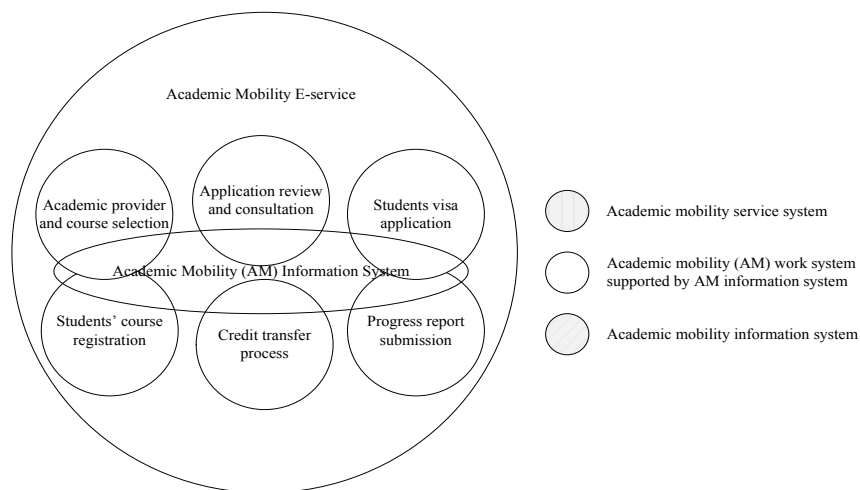 Academic Mobility E-service
Academic provider
and course selection
Application review
and consultation
Students visa
application
Academic Mobility (AM) Information System
Students’ course
registration
Credit transfer
process
Progress report
submission
Academic mobility service system
Academic mobility (AM) work system
supported by AM information system
Academic mobility information system